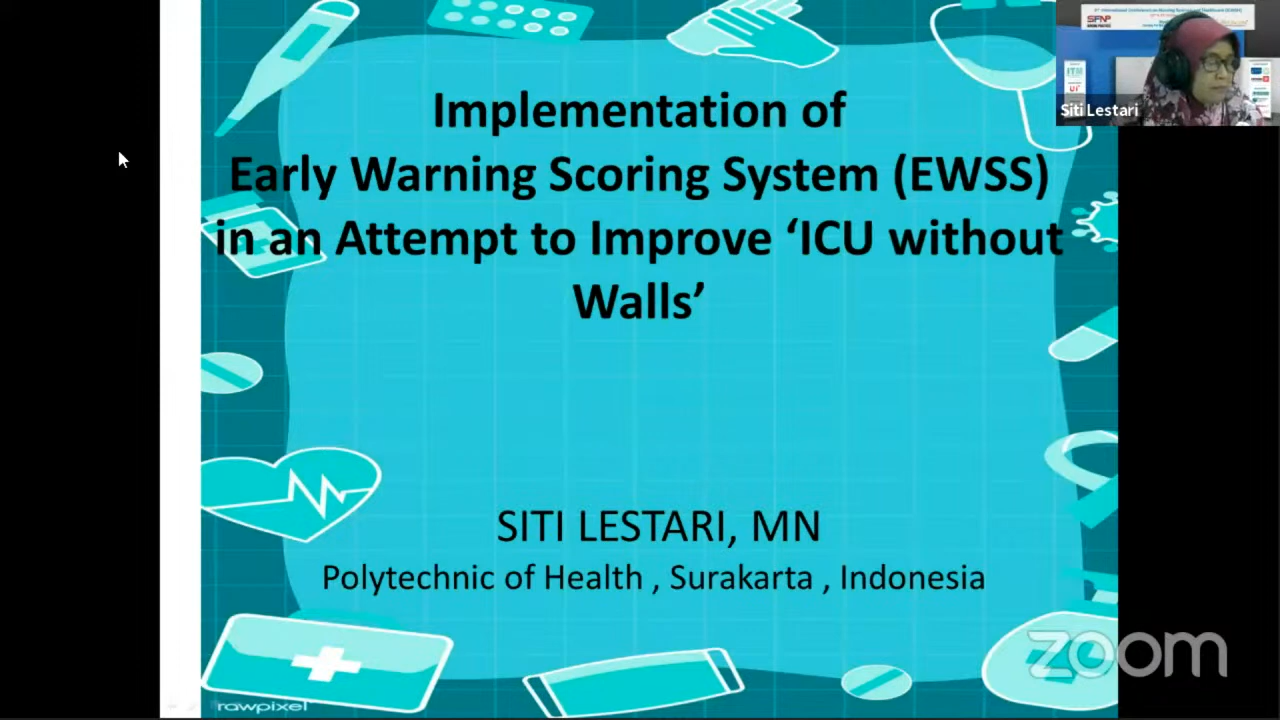 Implementation of
Early Warning Scoring System (EWSS)
in an Attempt to Improve ‘ICU without
Walls’
SITI LESTARI, MN
Polytechnic of Health , Surakarta , Indonesia
SFNP
Siti Lestari
zoom
rawpixel